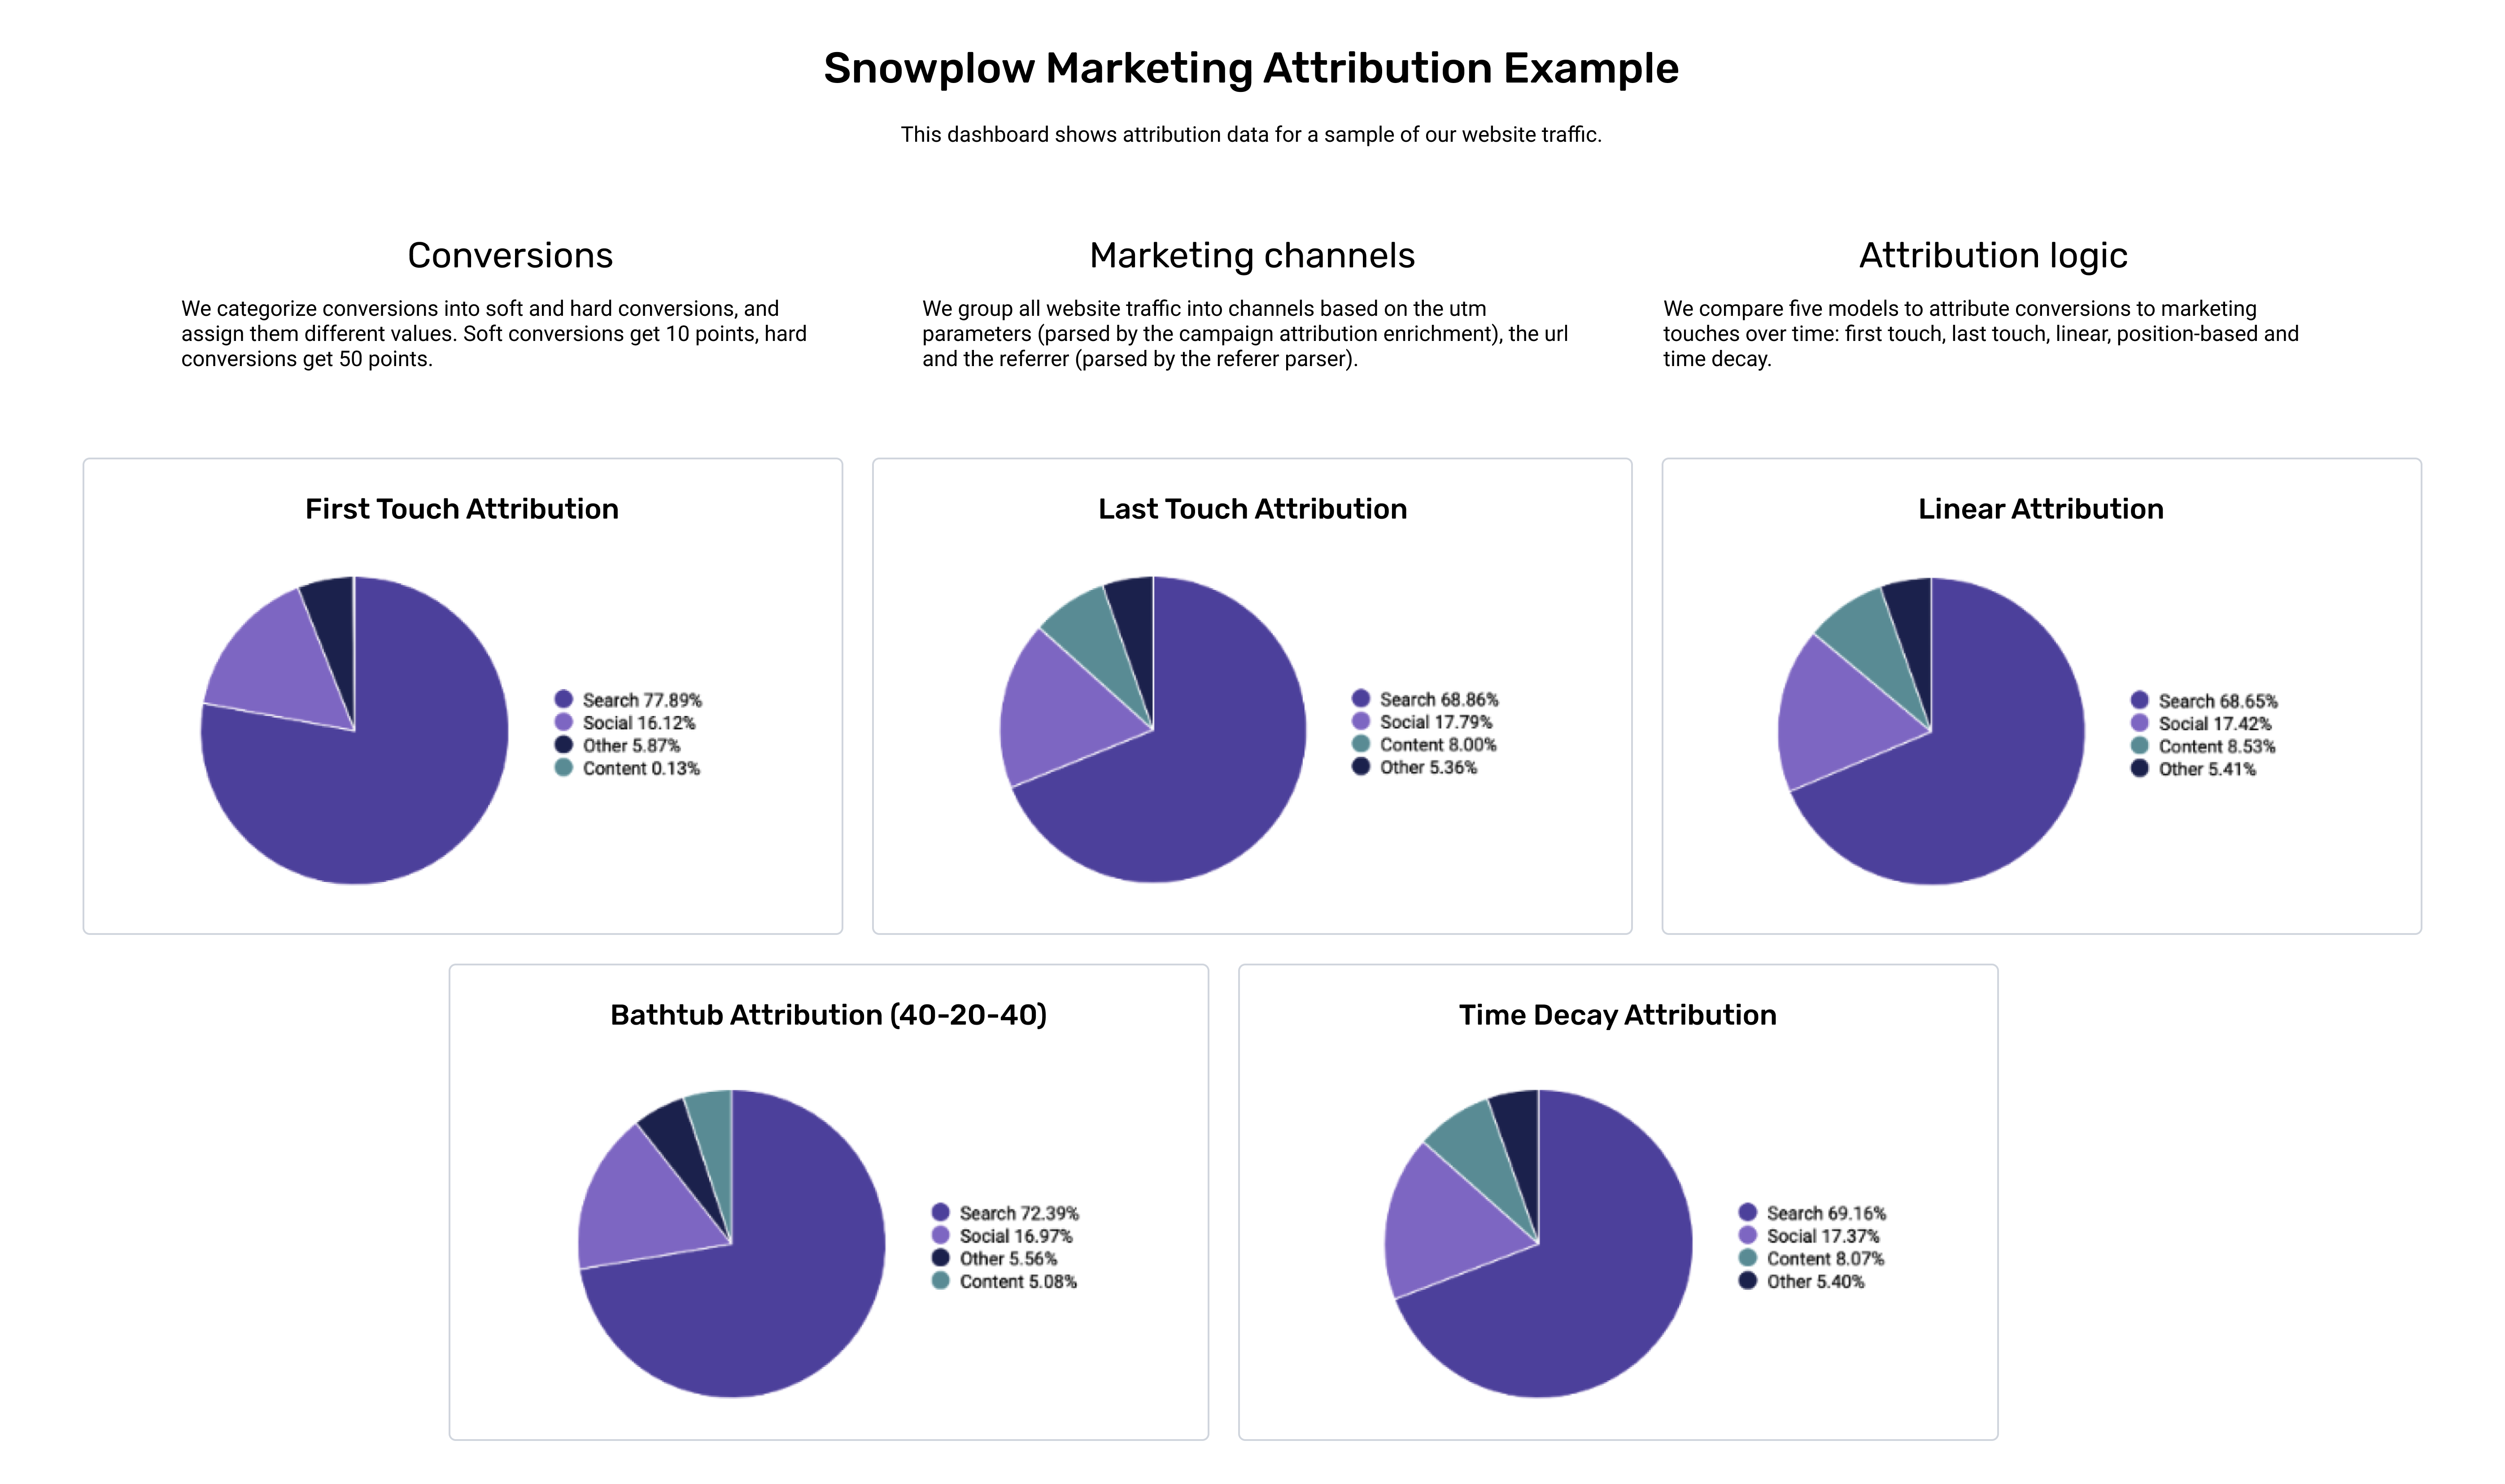 Snowplow Marketing Attribution Example
This dashboard shows attribution data for a sample of our website traffic.
Conversions
We categorize conversions into soft and hard conversions, and
assign them different values. Soft conversions get 10 points, hard
conversions get 50 points.
Marketing channels
We group all website traffic into channels based on the utm
parameters (parsed by the campaign attribution enrichment), the url
and the referrer (parsed by the referer parser).
Attribution logic
We compare five models to attribute conversions to marketing
touches over time: first touch, last touch, linear, position-based and
time decay.
First Touch Attribution
Search 77.89%
Social 16.12%
Other 5.87%
Content 0.13%
Last Touch Attribution
Search 68.86%
Social 17.79%
Content 8.00%
Other 5.36%
Linear Attribution
Search 68.65%
Social 17.42%
Content 8.53%
Other 5.41%
Bathtub Attribution (40-20-40)
Search 72.39%
Social 16.97%
Other 5.56%
Content 5.08%
Time Decay Attribution
Search 69.16%
Social 17.37%
Content 8.07%
Other 5.40%